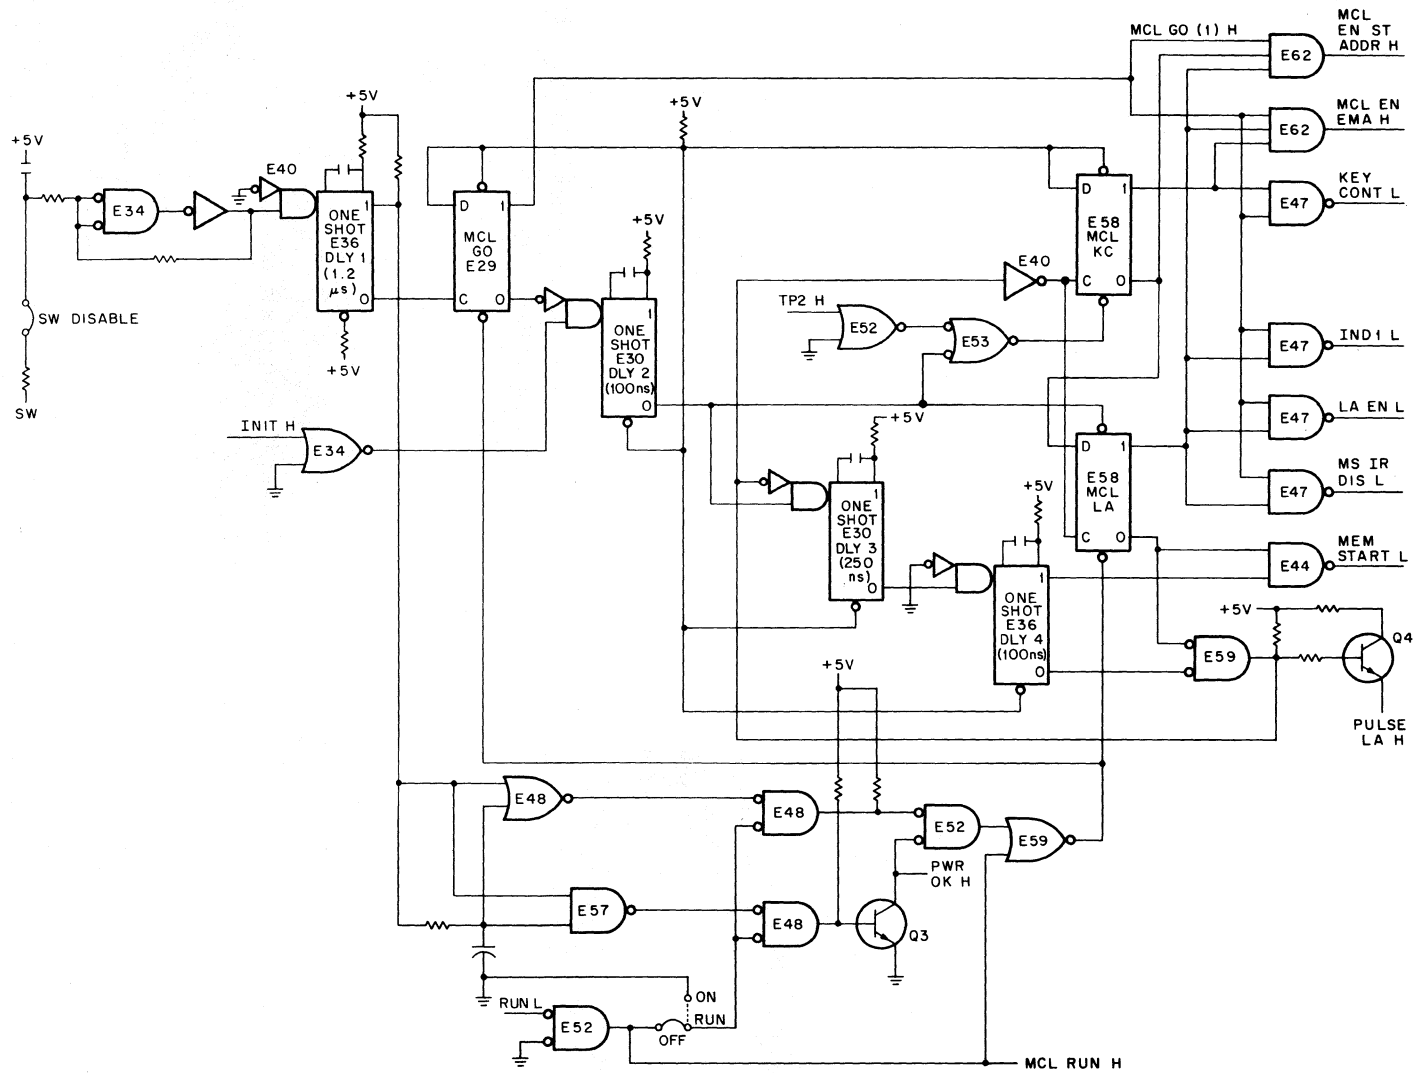 MCL GO (1) H
MCL
EN ST
ADDR H
E62
+5V
+5V
+5V
MCL EN
EMA H
E62
E40
E34
ONE
SHOT
E36
DLY 1
(1.2
µs)
1
0
+5V
D 1
MCL
GO
E29
C 0
D 1
E58
MCL
KC
C 0
KEY
CONT L
E47
+5V
SW DISABLE
SW
E40
TP2 H
E52
E53
1
ONE
SHOT
E30
DLY 2
(100ns)
0
IND1 L
E47
INIT H
E34
+5V
LA EN L
E47
D 1
E58
MCL
LA
C 0
MS IR
DIS L
E47
1
ONE
SHOT
E30
DLY 3
(250
ns)
0
+5V
MEM
START L
E44
1
ONE
SHOT
E36
DLY 4
(100ns)
0
+5V
E59
Q4
PULSE
LA H
+5V
E48
E48
E52
E59
PWR
OK H
E57
E48
Q3
RUN L
E52
ON
RUN
OFF
MCL RUN H